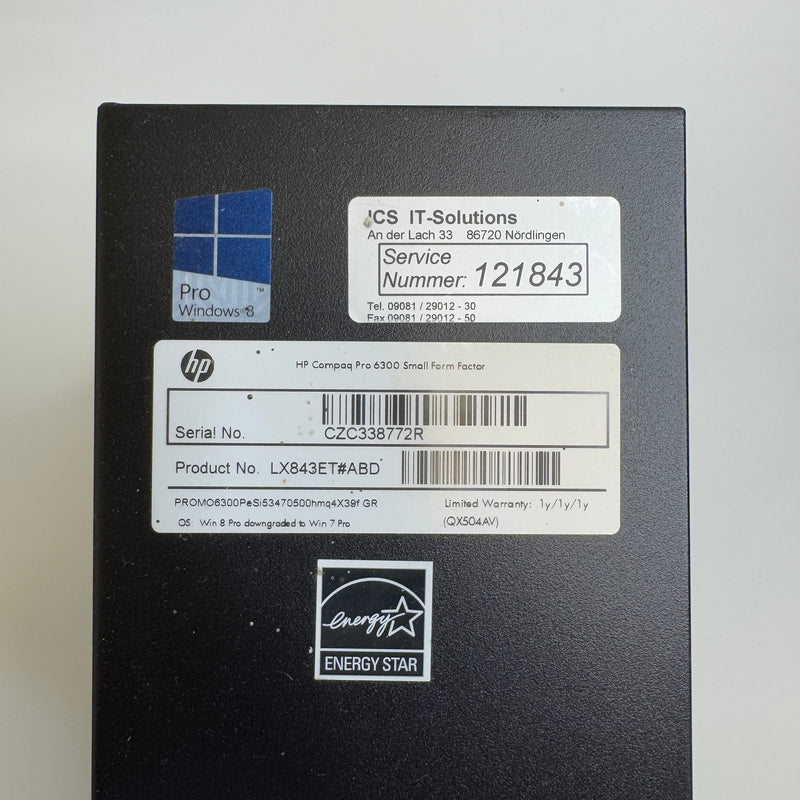 Pro
Windows 8
ICS IT-Solutions
An der Lach 33 86720 Nördlingen
Service
Nummer: 121843
Tel. 09081 / 29012 - 30
Fax 09081 / 29012 - 50
hp
HP Compaq Pro 6300 Small Form Factor
Serial No. CZC338772R
Product No. LX843ET#ABD
PROMO6300PeSi53470500hmq4X39f GR Limited Warranty: 1y/1y/1y
OS: Win 8 Pro downgraded to Win 7 Pro (QX504AV)
energy
ENERGY STAR